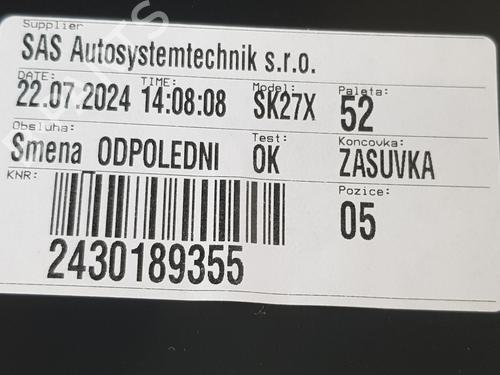 Supplier
SAS Autosystemtechnik s.r.o.
DATE: TIME: Model: Paleta:
22.07.2024 14:08:08 SK27X 52
Obsluha: Test: Koncovka:
Smena ODPOLEDNI OK ZASUVKA
KNR: Pozice:
05
2430189355